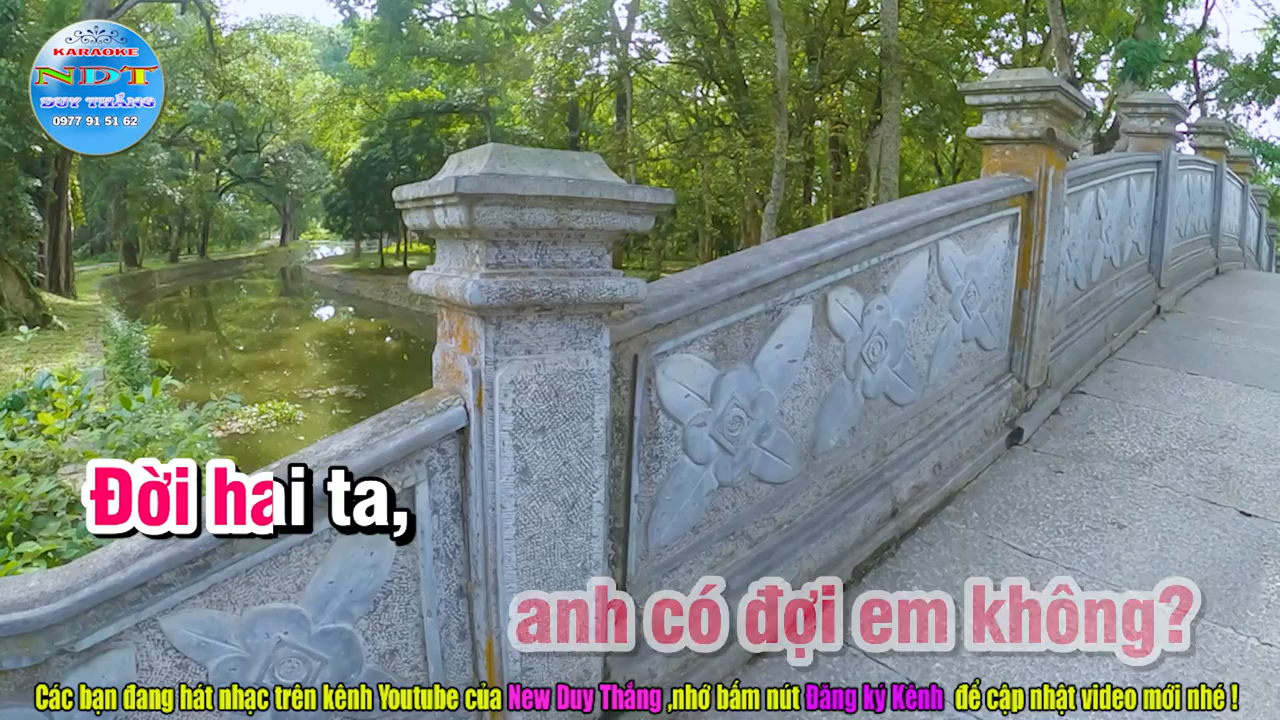 KARAOKE
NDT
DUY THẮNG
0977 91 51 62
Đời hai ta,
anh có đợi em không?
Các bạn đang hát nhạc trên kênh Youtube của New Duy Thắng ,nhớ bấm nút Đăng ký Kênh để cập nhật video mới nhé !